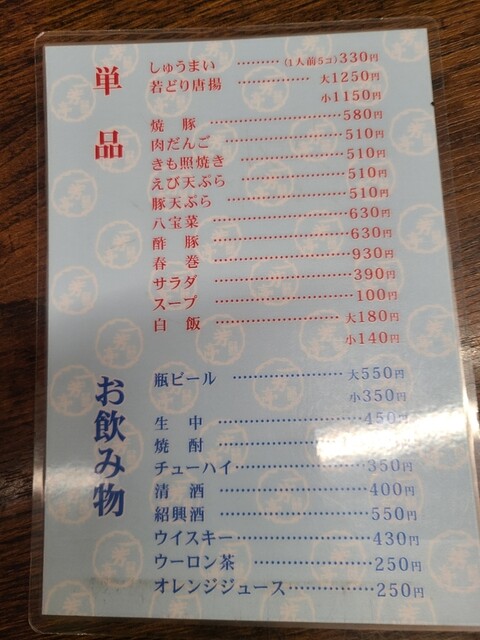 単品
しゅうまい ………(1人前5コ)330円
若どり唐揚 ……………大1250円
小1150円
焼 豚 ……………………580円
肉だんご …………………510円
きも照焼き ………………510円
えび天ぷら ………………510円
豚天ぷら …………………510円
八宝菜 ……………………630円
酢 豚 ……………………630円
春 巻 ……………………930円
サラダ ……………………390円
スープ ……………………100円
白 飯 …………………大180円
小140円
お飲み物
瓶ビール …………………大550円
小350円
生 中 ……………………450円
焼 酎 ……………………
チューハイ…………………350円
清 酒 ……………………400円
紹興酒 ……………………550円
ウイスキー…………………430円
ウーロン茶 ………………250円
オレンジジュース…………250円